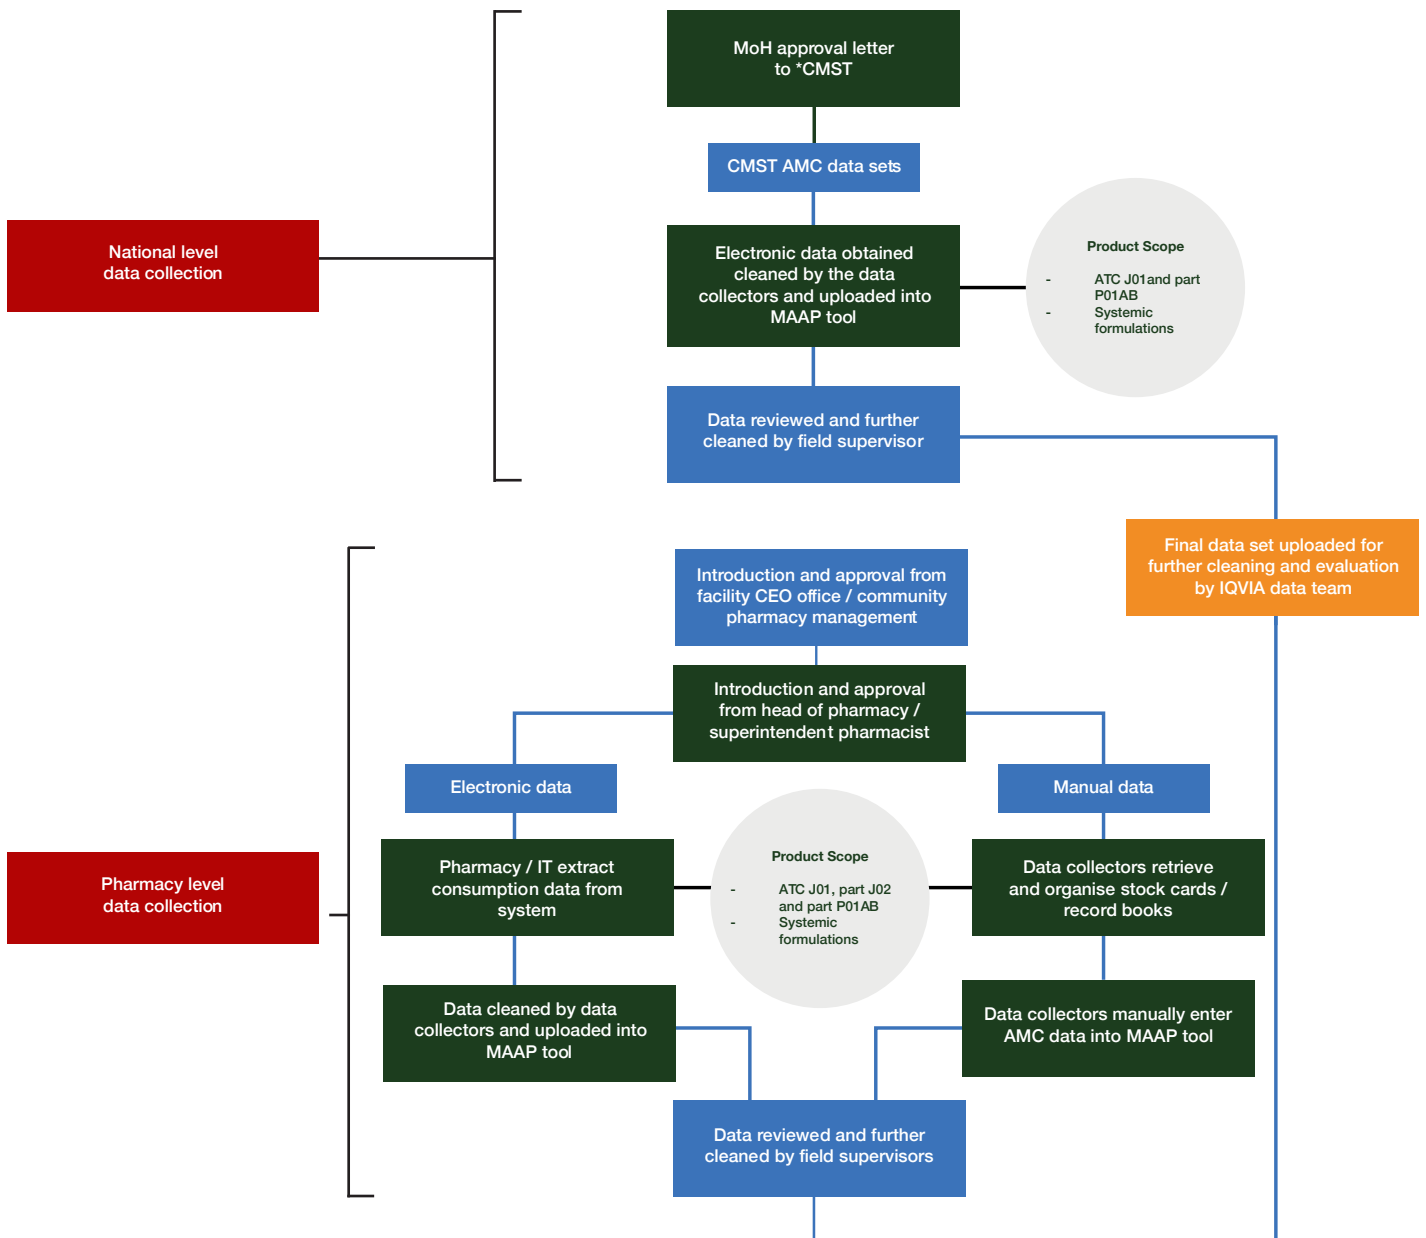 MoH approval letter
to *CMST
CMST AMC data sets
National level
data collection
Electronic data obtained
cleaned by the data
collectors and uploaded into
MAAP tool
Product Scope
- ATC J01and part
P01AB
- Systemic
formulations
Data reviewed and further
cleaned by field supervisor
Final data set uploaded for
further cleaning and evaluation
by IQVIA data team
Introduction and approval from
facility CEO office / community
pharmacy management
Introduction and approval
from head of pharmacy /
superintendent pharmacist
Electronic data
Manual data
Pharmacy level
data collection
Pharmacy / IT extract
consumption data from
system
Product Scope
- ATC J01, part J02
and part P01AB
- Systemic
formulations
Data collectors retrieve
and organise stock cards /
record books
Data cleaned by data
collectors and uploaded into
MAAP tool
Data collectors manually enter
AMC data into MAAP tool
Data reviewed and further
cleaned by field supervisors